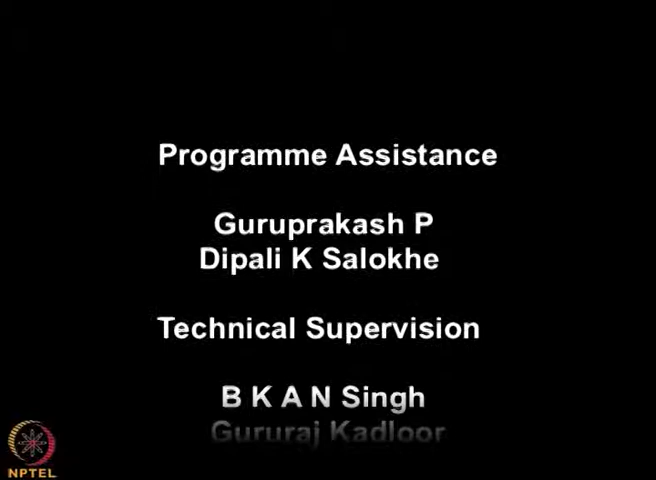 Programme Assistance
Guruprakash P
Dipali K Salokhe
Technical Supervision
B K A N Singh
Gururaj Kadloor
NPTEL